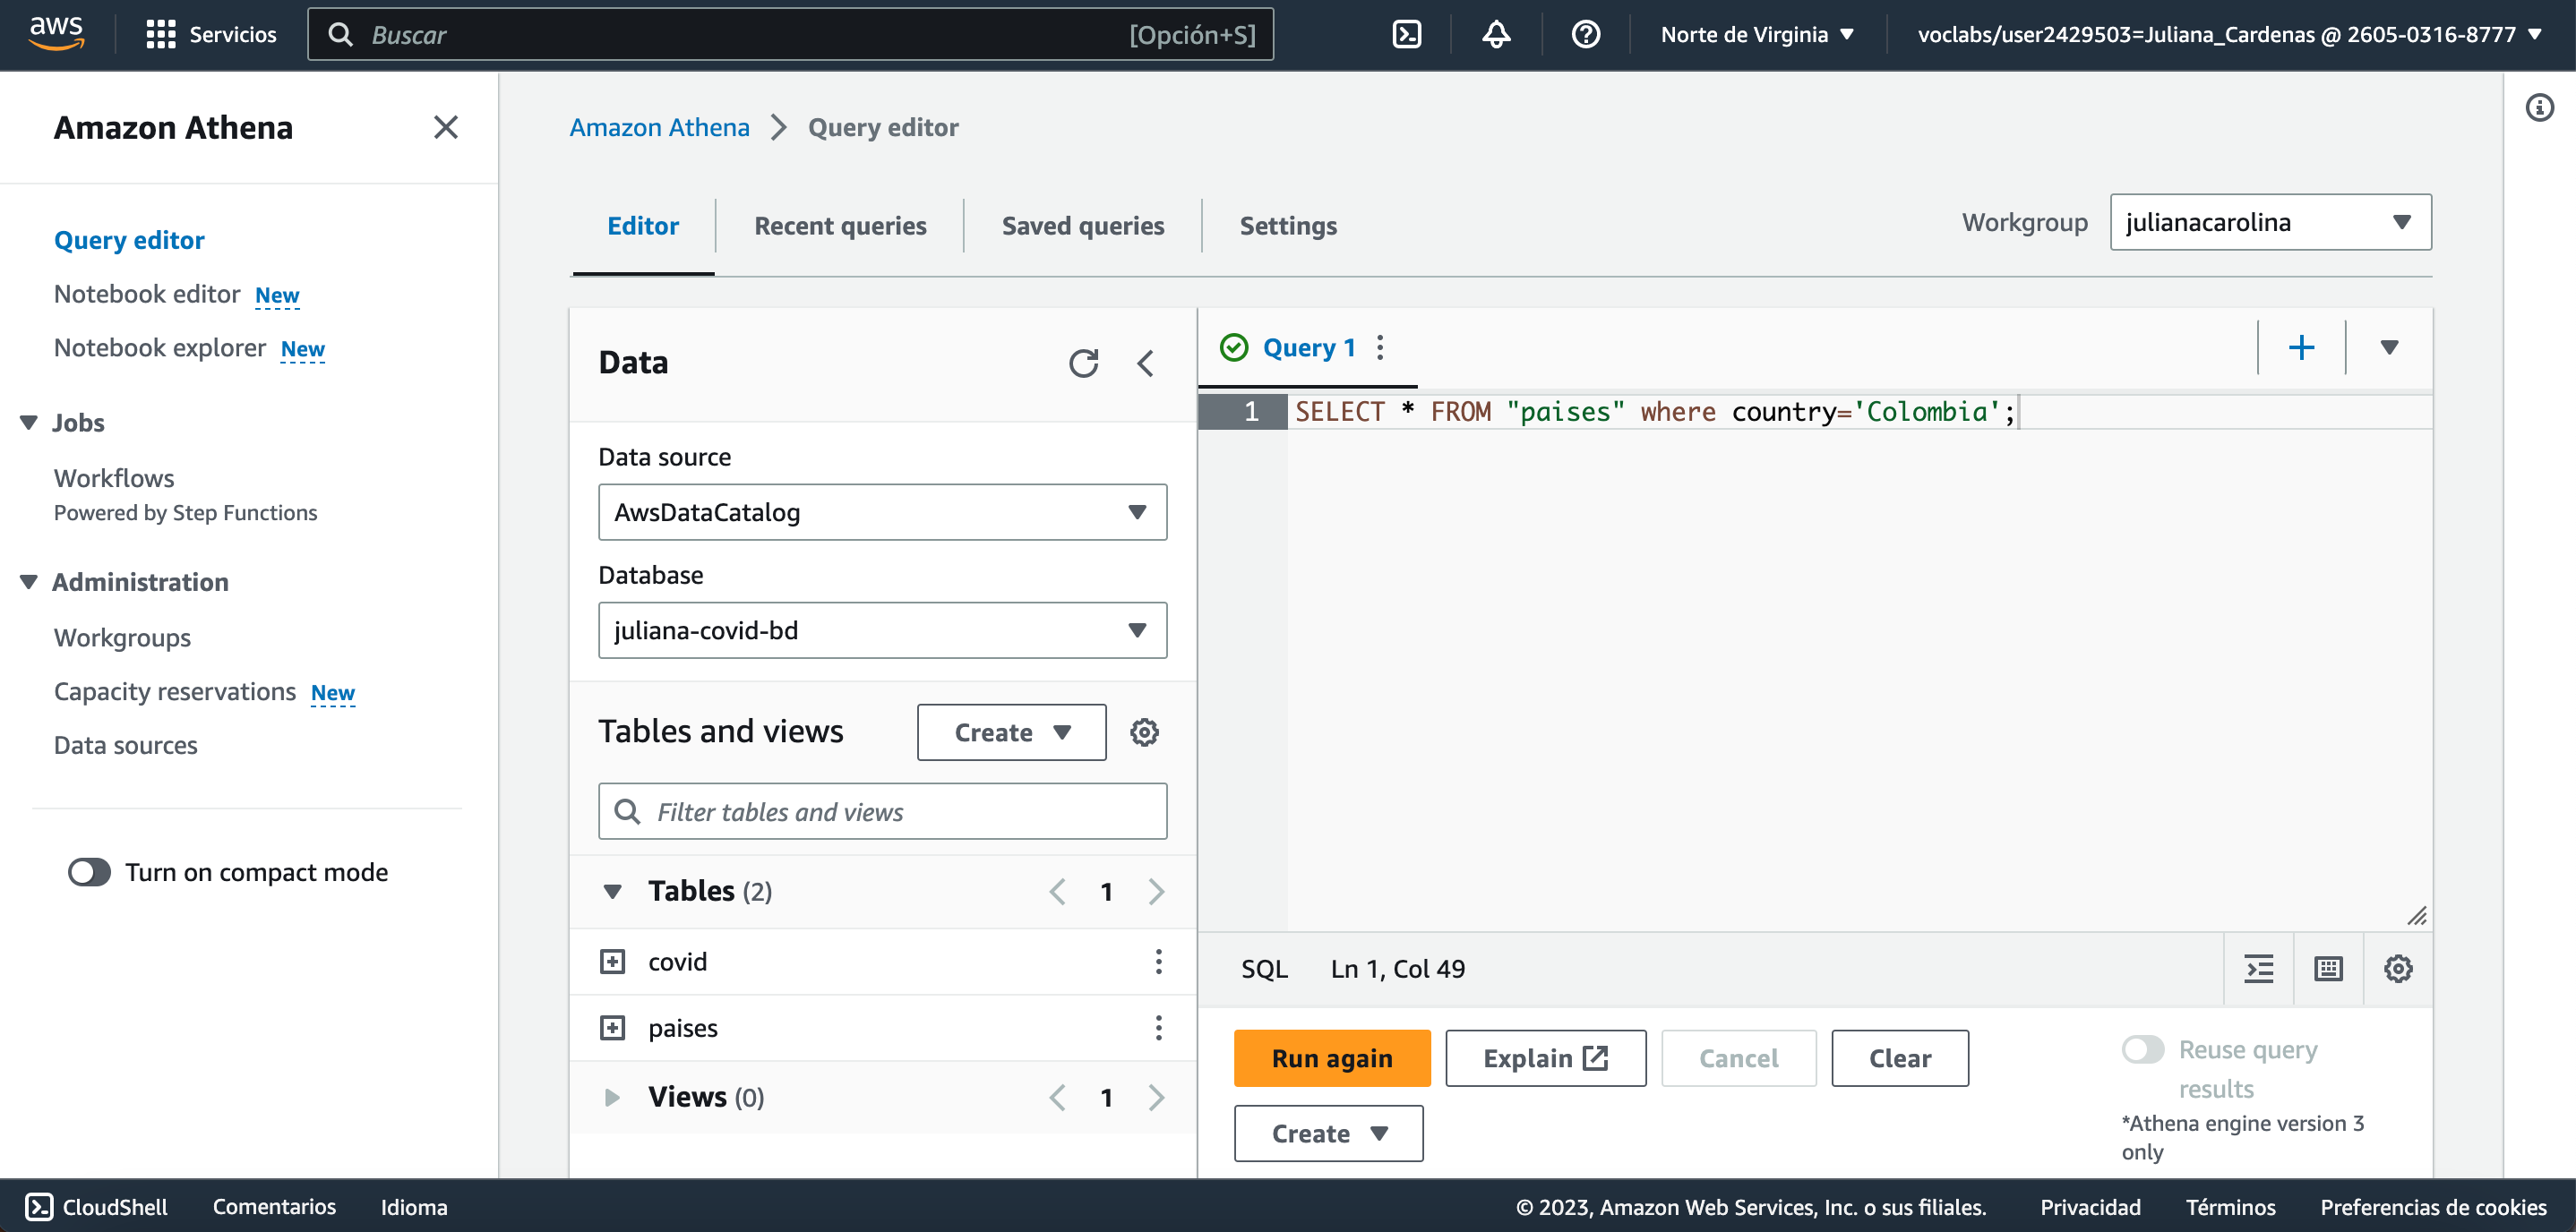 aws
Servicios
Buscar
[Opción+S]
Norte de Virginia
voclabs/user2429503=Juliana_Cardenas @ 2605-0316-8777
Amazon Athena
Query editor
Notebook editor New
Notebook explorer New
Jobs
Workflows
Powered by Step Functions
Administration
Workgroups
Capacity reservations New
Data sources
Turn on compact mode
Amazon Athena
Query editor
Editor
Recent queries
Saved queries
Settings
Workgroup
julianacarolina
Data
Data source
AwsDataCatalog
Database
juliana-covid-bd
Tables and views
Create
Filter tables and views
Tables (2)
1
covid
paises
Views (0)
1
Query 1
1 SELECT * FROM "paises" where country='Colombia';
SQL
Ln 1, Col 49
Run again
Explain
Cancel
Clear
Create
Reuse query
results
*Athena engine version 3
only
CloudShell
Comentarios
Idioma
© 2023, Amazon Web Services, Inc. o sus filiales.
Privacidad
Términos
Preferencias de cookies